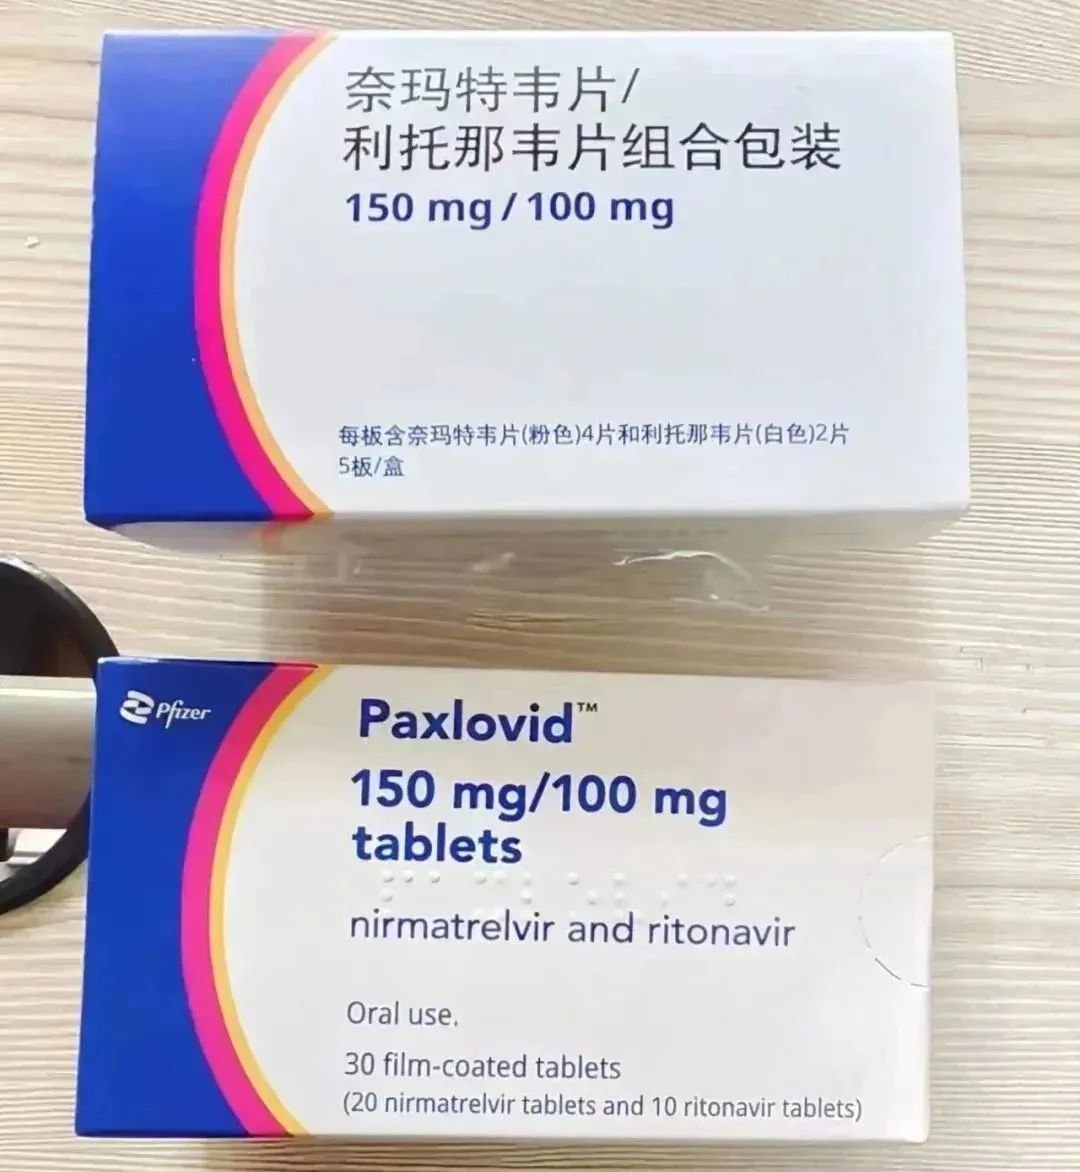 奈玛特韦片/
利托那韦片组合包装
150 mg / 100 mg
每板含奈玛特韦片(粉色)4片和利托那韦片(白色)2片
5板/盒
Pfizer
Paxlovid™
150 mg/100 mg
tablets
nirmatrelvir and ritonavir
Oral use.
30 film-coated tablets
(20 nirmatrelvir tablets and 10 ritonavir tablets)